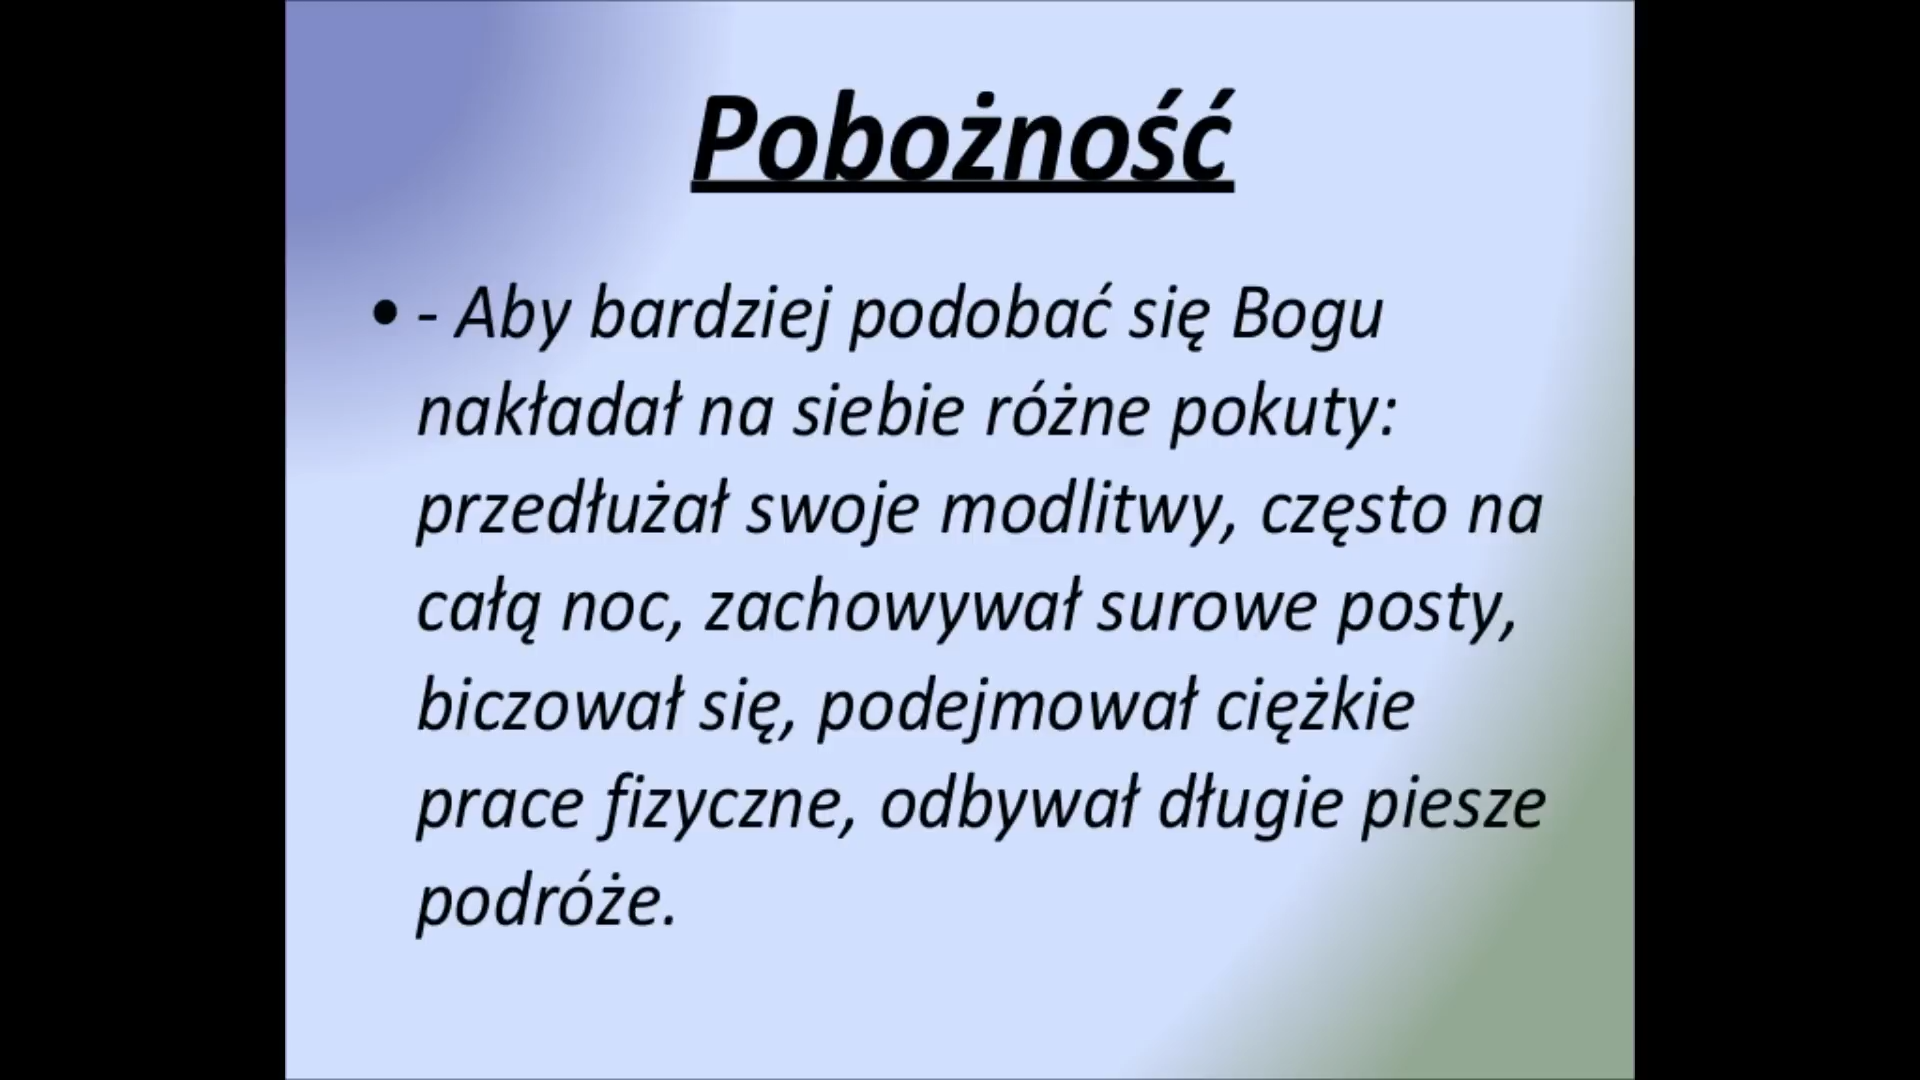 Pobożność
• - Aby bardziej podobać się Bogu
nakładał na siebie różne pokuty:
przedłużał swoje modlitwy, często na
całą noc, zachowywał surowe posty,
biczował się, podejmował ciężkie
prace fizyczne, odbywał długie piesze
podróże.